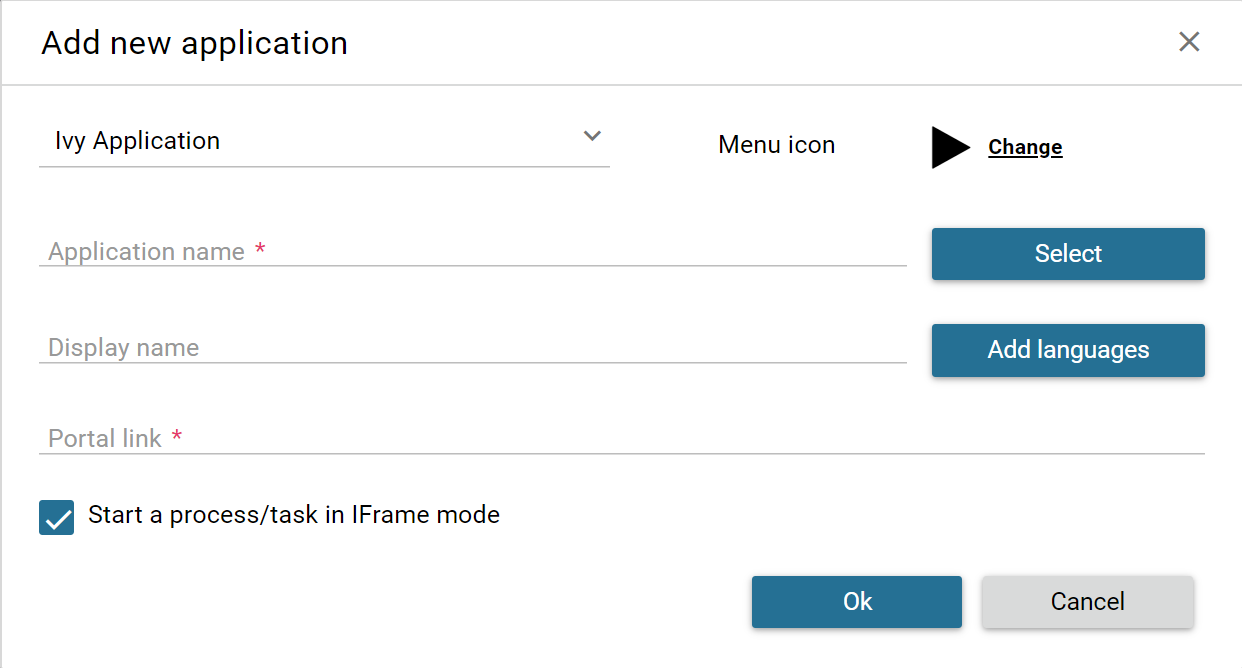 Add new application
Ivy Application
Menu icon
Change
Application name *
Select
Display name
Add languages
Portal link *
Start a process/task in IFrame mode
Ok
Cancel